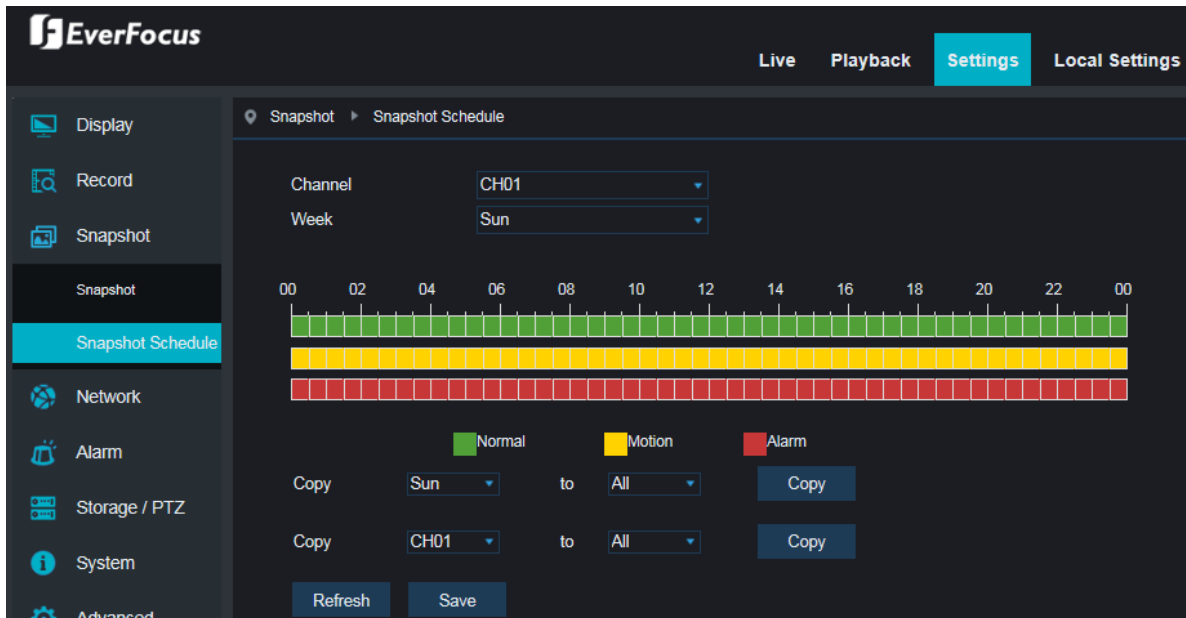 EverFocus
Live Playback Settings Local Settings
Display
Record
Snapshot
Snapshot
Snapshot Schedule
Network
Alarm
Storage / PTZ
System
Advanced
Snapshot Snapshot Schedule
Channel CH01
Week Sun
00 02 04 06 08 10 12 14 16 18 20 22 00
Normal Motion Alarm
Copy Sun to All Copy
Copy CH01 to All Copy
Refresh Save